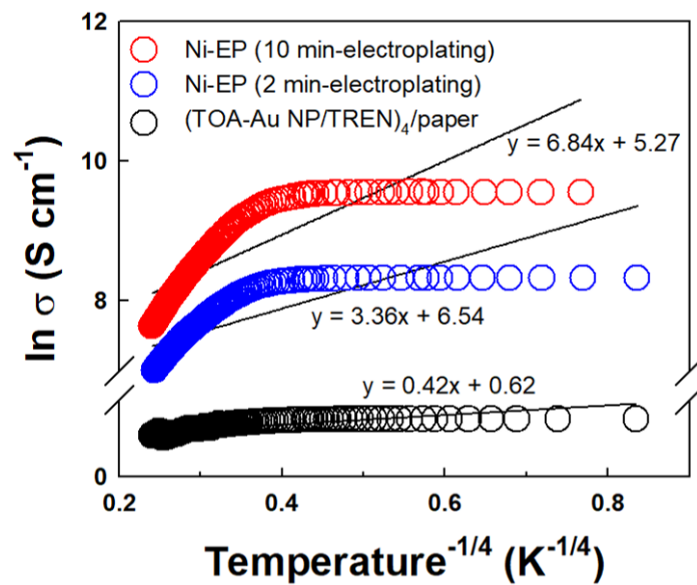 12
Ni-EP (10 min-electroplating)
Ni-EP (2 min-electroplating)
(TOA-Au NP/TREN)₄/paper
y = 6.84x + 5.27
10
ln σ (S cm⁻¹)
8
y = 3.36x + 6.54
y = 0.42x + 0.62
0
0.2 0.4 0.6 0.8
Temperature⁻¹/⁴ (K⁻¹/⁴)